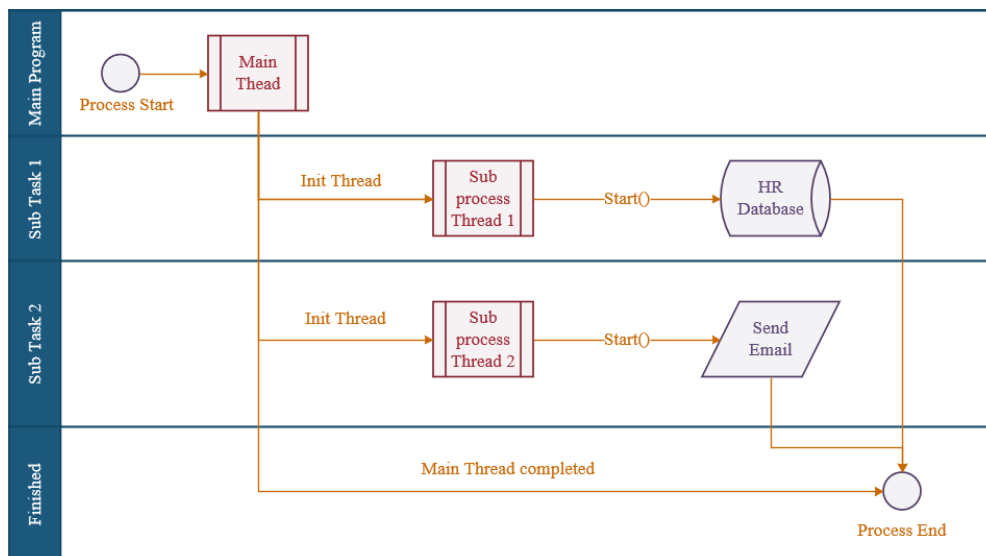 Main Program
Main
Thead
Process Start
Sub Task 1
Init Thread
Sub
process
Thread 1
Start()
HR
Database
Sub Task 2
Init Thread
Sub
process
Thread 2
Start()
Send
Email
Finished
Main Thread completed
Process End